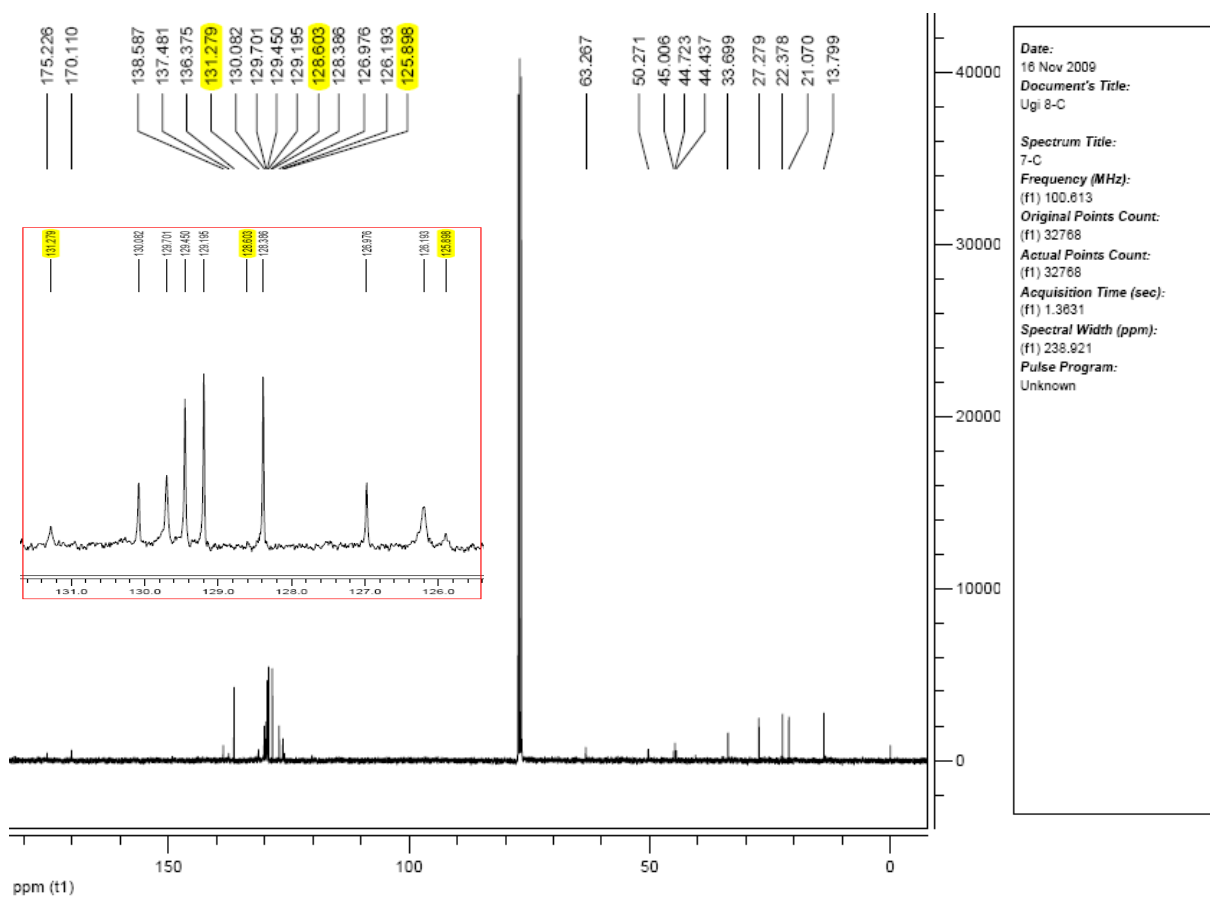 175.226
170.110
138.587
137.481
136.375
131.279
130.082
129.701
129.450
129.195
128.603
128.386
126.976
126.193
125.898
63.267
50.271
45.006
44.723
44.437
33.699
27.279
22.378
21.070
13.799
131.279
130.082
129.701
129.450
129.195
128.603
128.386
126.976
126.193
125.898
131.0 130.0 129.0 128.0 127.0 126.0
40000
30000
20000
10000
0
150 100 50 0
ppm (t1)
Date:
16 Nov 2009
Document's Title:
Ugi 8-C
Spectrum Title:
7-C
Frequency (MHz):
(f1) 100.613
Original Points Count:
(f1) 32768
Actual Points Count:
(f1) 32768
Acquisition Time (sec):
(f1) 1.3631
Spectral Width (ppm):
(f1) 238.921
Pulse Program:
Unknown